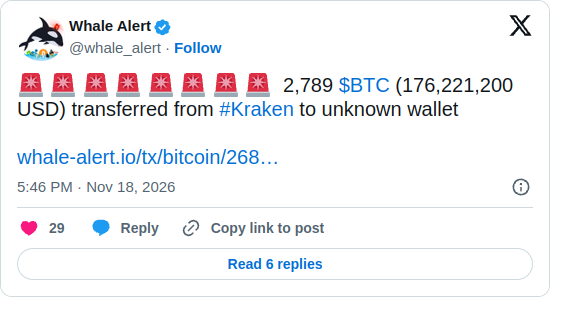 Whale Alert
@whale_alert · Follow
🚨 🚨 🚨 🚨 🚨 🚨 🚨 🚨 2,789 $BTC (176,221,200
USD) transferred from #Kraken to unknown wallet
whale-alert.io/tx/bitcoin/268…
5:46 PM · Nov 18, 2026
29 Reply Copy link to post
Read 6 replies